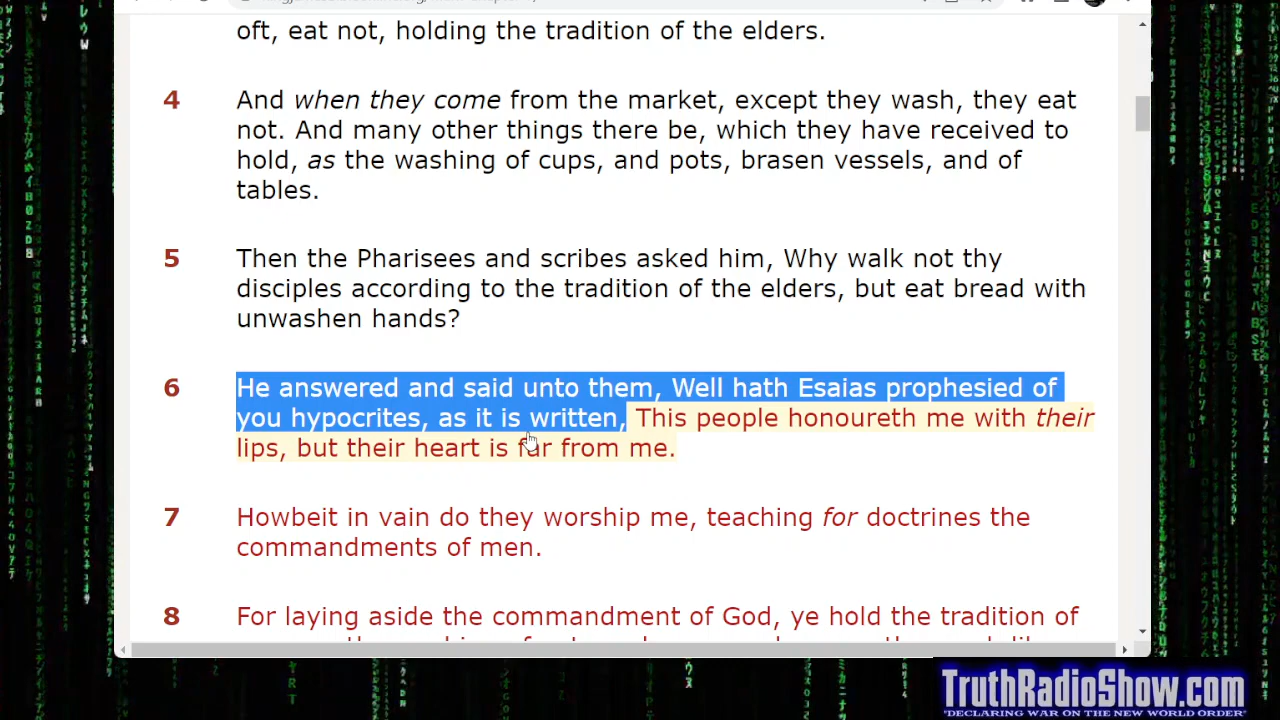 oft, eat not, holding the tradition of the elders.
4 And when they come from the market, except they wash, they eat
not. And many other things there be, which they have received to
hold, as the washing of cups, and pots, brasen vessels, and of
tables.
5 Then the Pharisees and scribes asked him, Why walk not thy
disciples according to the tradition of the elders, but eat bread with
unwashen hands?
6 He answered and said unto them, Well hath Esaias prophesied of
you hypocrites, as it is written, This people honoureth me with their
lips, but their heart is far from me.
7 Howbeit in vain do they worship me, teaching for doctrines the
commandments of men.
8 For laying aside the commandment of God, ye hold the tradition of
TruthRadioShow.com
"DECLARING WAR ON THE NEW WORLD ORDER"